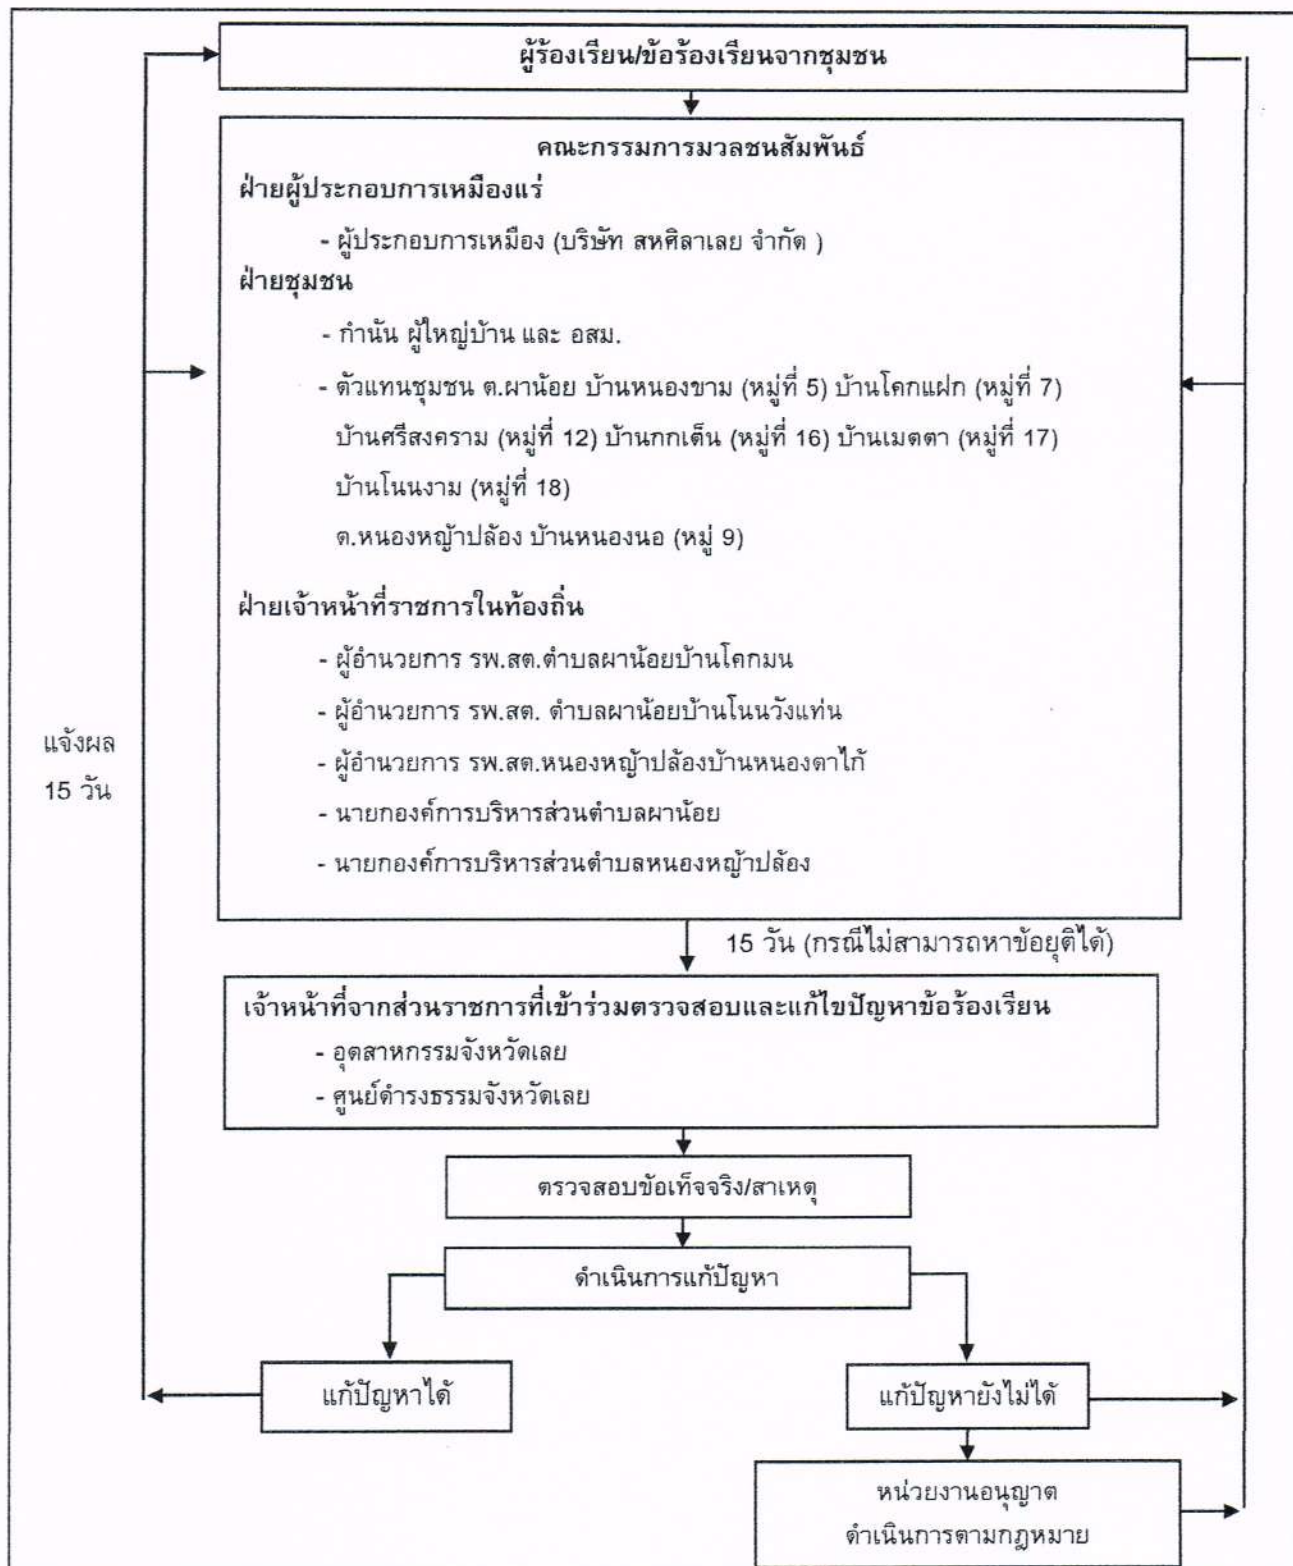 ผู้ร้องเรียน/ข้อร้องเรียนจากชุมชน
คณะกรรมการมวลชนสัมพันธ์
ฝ่ายผู้ประกอบการเหมืองแร่
- ผู้ประกอบการเหมือง (บริษัท สหศิลาเลย จำกัด )
ฝ่ายชุมชน
- กำนัน ผู้ใหญ่บ้าน และ อสม.
- ตัวแทนชุมชน ต.ผาน้อย บ้านหนองขาม (หมู่ที่ 5) บ้านโคกแฝก (หมู่ที่ 7)
บ้านศรีสงคราม (หมู่ที่ 12) บ้านกกเต็น (หมู่ที่ 16) บ้านเมตตา (หมู่ที่ 17)
บ้านโนนงาม (หมู่ที่ 18)
ต.หนองหญ้าปล้อง บ้านหนองนอ (หมู่ 9)
ฝ่ายเจ้าหน้าที่ราชการในท้องถิ่น
- ผู้อำนวยการ รพ.สต.ตำบลผาน้อยบ้านโคกมน
- ผู้อำนวยการ รพ.สต. ตำบลผาน้อยบ้านโนนวังแท่น
- ผู้อำนวยการ รพ.สต.หนองหญ้าปล้องบ้านหนองตาไก้
- นายกองค์การบริหารส่วนตำบลผาน้อย
- นายกองค์การบริหารส่วนตำบลหนองหญ้าปล้อง
แจ้งผล
15 วัน
15 วัน (กรณีไม่สามารถหาข้อยุติได้)
เจ้าหน้าที่จากส่วนราชการที่เข้าร่วมตรวจสอบและแก้ไขปัญหาข้อร้องเรียน
- อุตสาหกรรมจังหวัดเลย
- ศูนย์ดำรงธรรมจังหวัดเลย
ตรวจสอบข้อเท็จจริง/สาเหตุ
ดำเนินการแก้ปัญหา
แก้ปัญหาได้
แก้ปัญหายังไม่ได้
หน่วยงานอนุญาต
ดำเนินการตามกฎหมาย